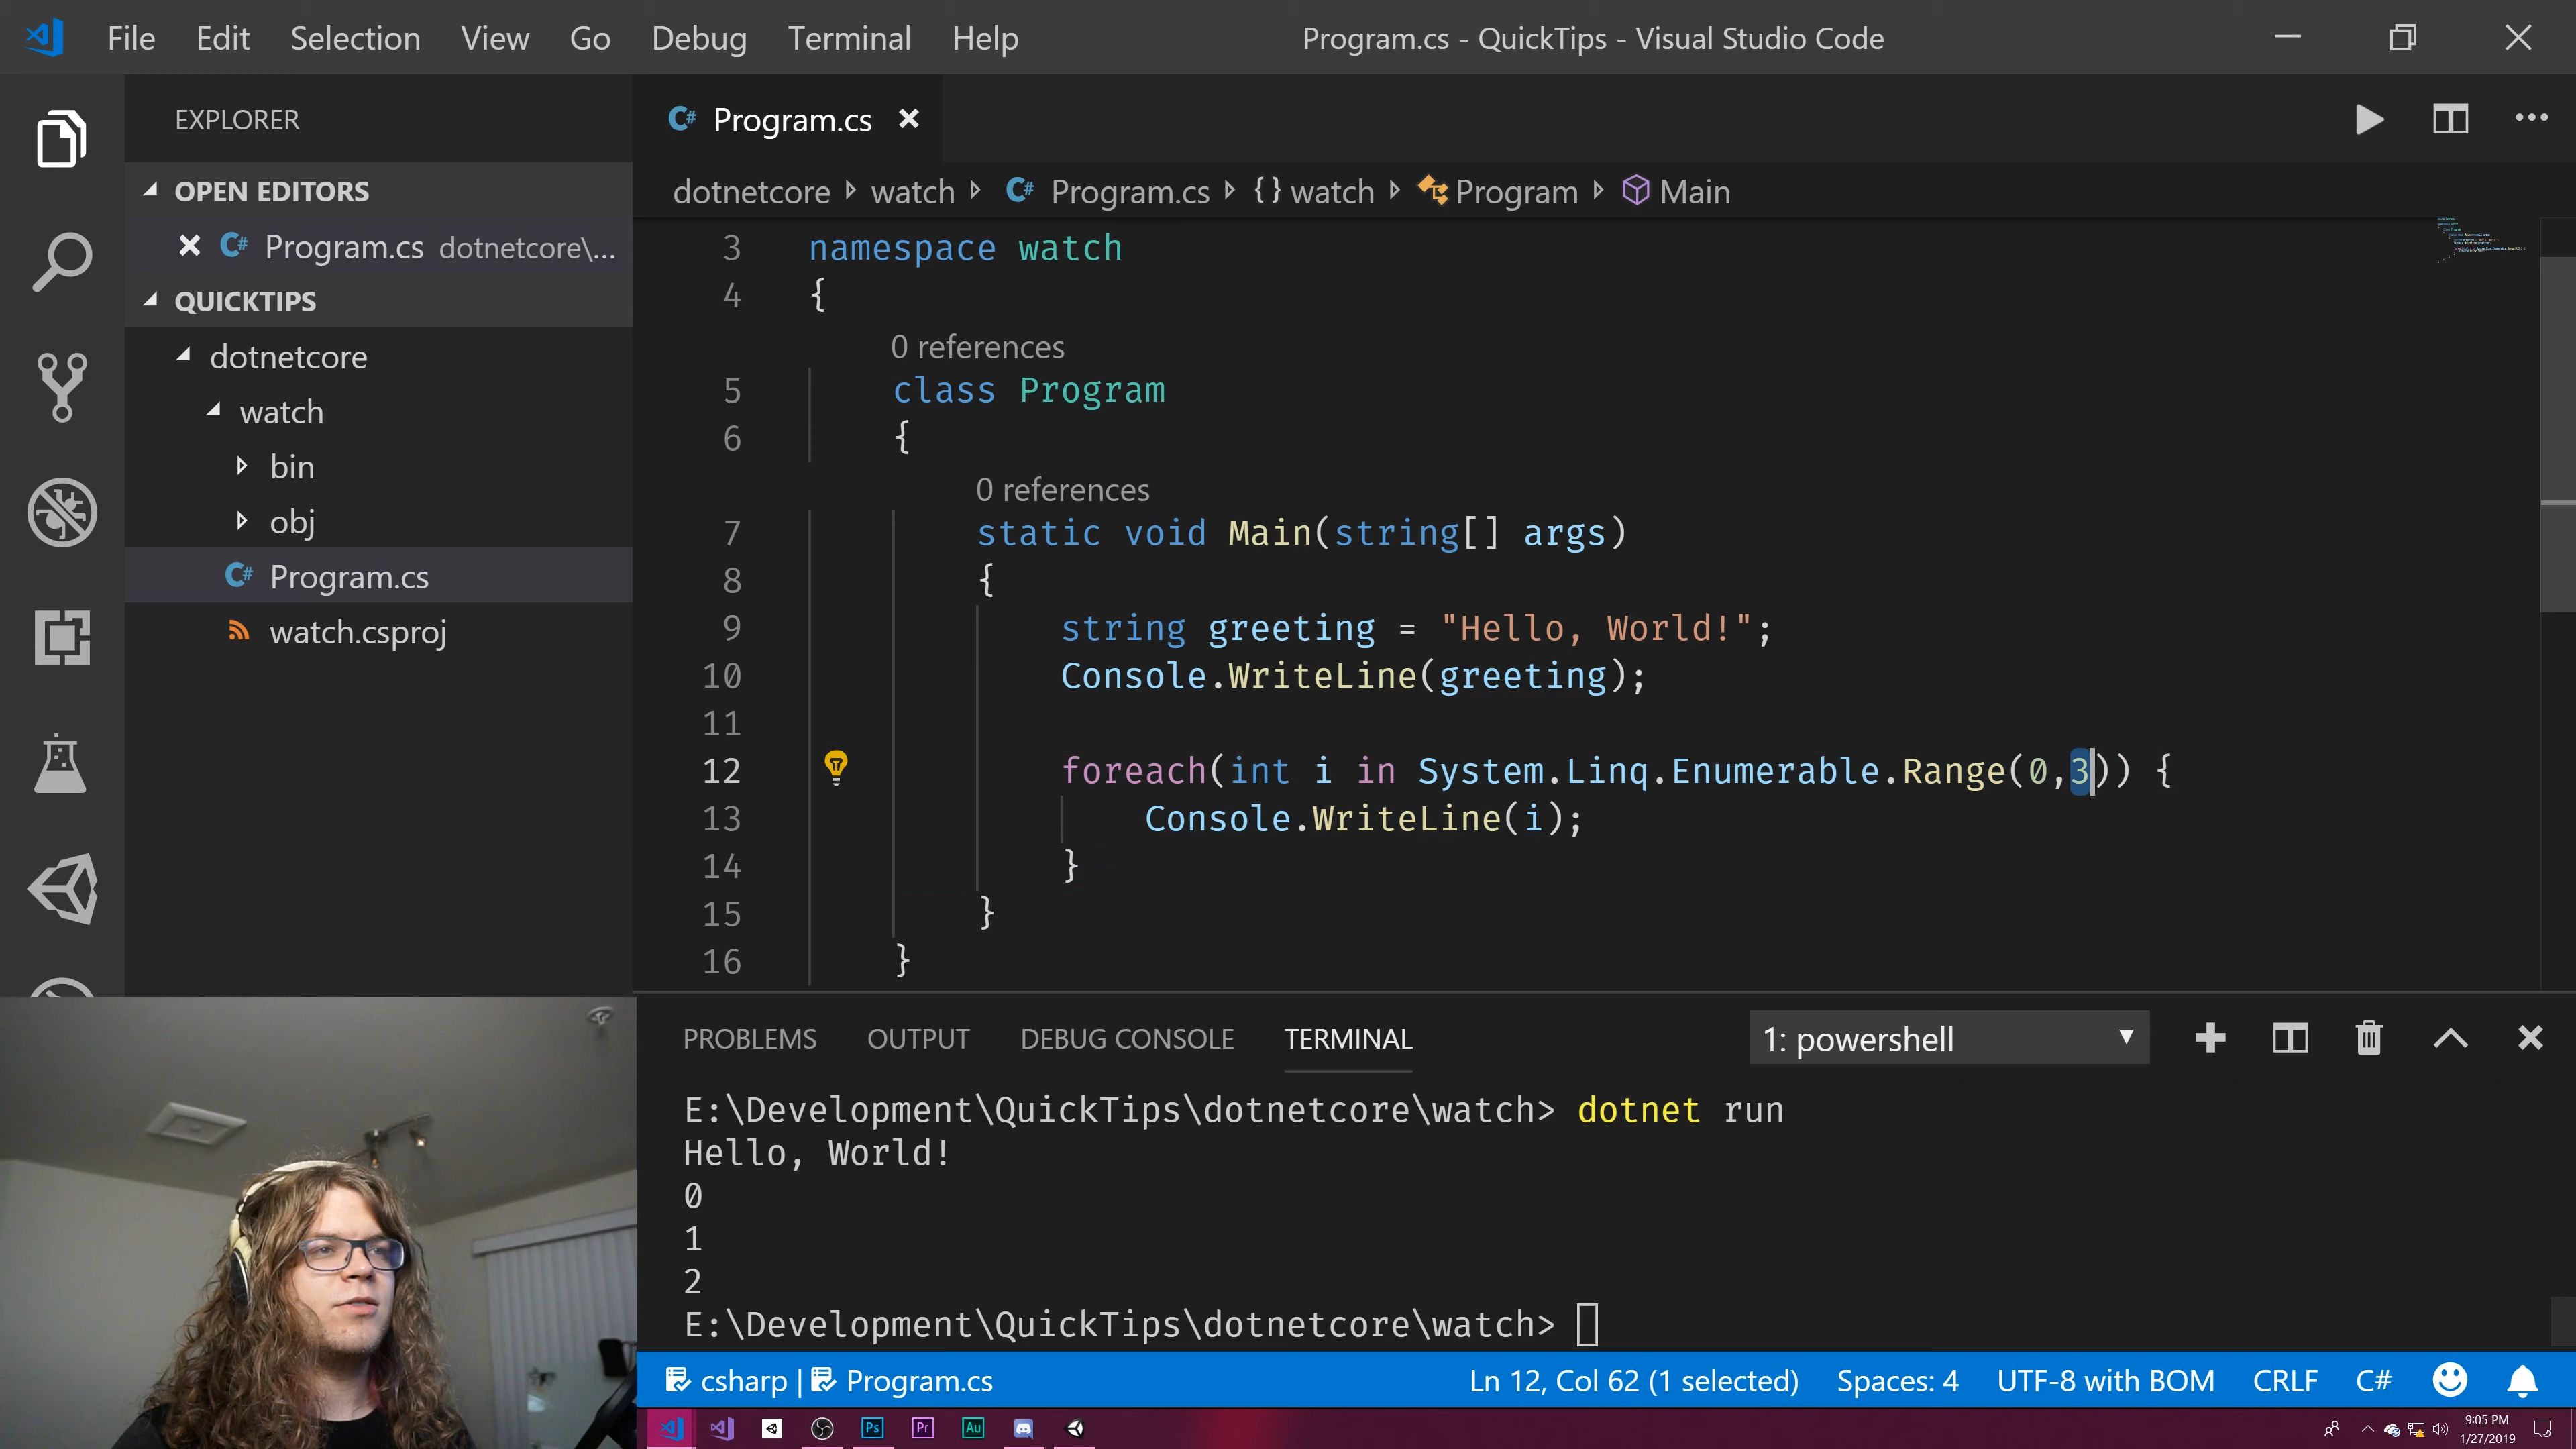 File Edit Selection View Go Debug Terminal Help
Program.cs - QuickTips - Visual Studio Code
EXPLORER
OPEN EDITORS
Program.cs dotnetcore\...
QUICKTIPS
dotnetcore
watch
bin
obj
Program.cs
watch.csproj
Program.cs
dotnetcore watch Program.cs {} watch Program Main
3 namespace watch
4 {
0 references
5 class Program
6 {
0 references
7 static void Main(string[] args)
8 {
9 string greeting = "Hello, World!";
10 Console.WriteLine(greeting);
11
12 foreach(int i in System.Linq.Enumerable.Range(0,3)) {
13 Console.WriteLine(i);
14 }
15 }
16 }
PROBLEMS OUTPUT DEBUG CONSOLE TERMINAL
1: powershell
E:\Development\QuickTips\dotnetcore\watch> dotnet run
Hello, World!
0
1
2
E:\Development\QuickTips\dotnetcore\watch>
csharp | Program.cs
Ln 12, Col 62 (1 selected) Spaces: 4 UTF-8 with BOM CRLF C#
Ps Pr Au
9:05 PM
1/27/2019